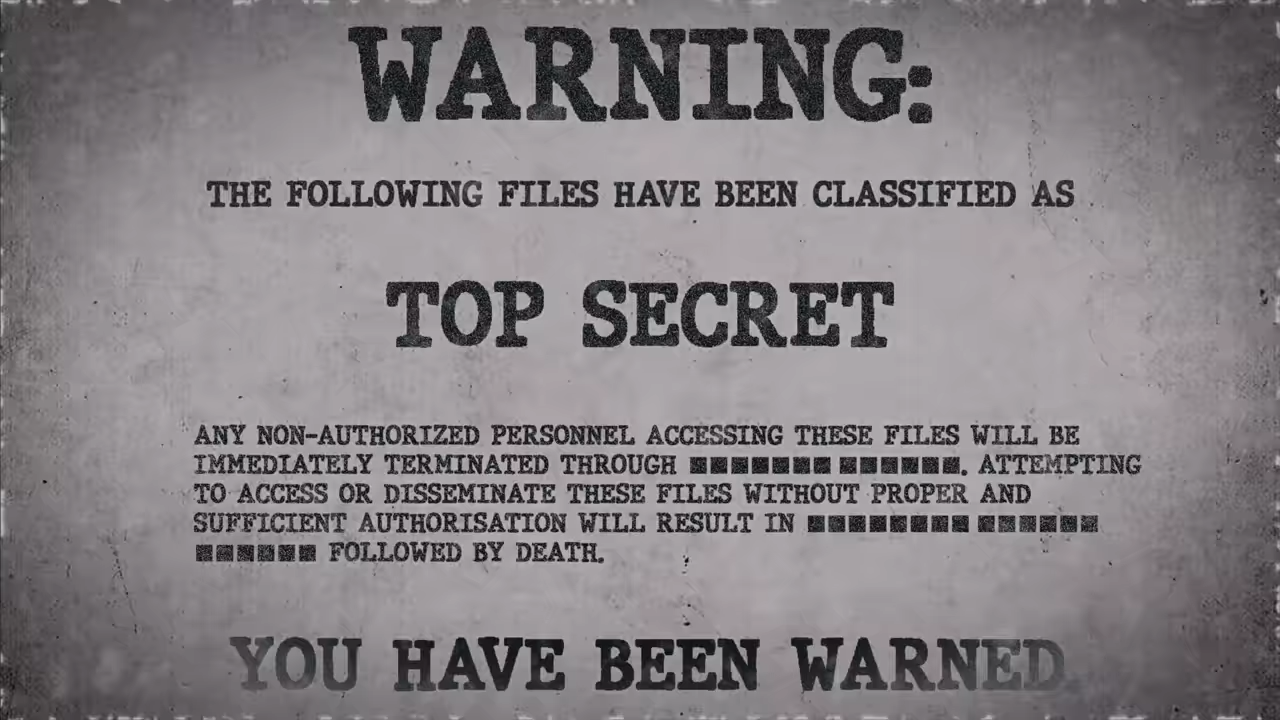 WARNING:
THE FOLLOWING FILES HAVE BEEN CLASSIFIED AS
TOP SECRET
ANY NON-AUTHORIZED PERSONNEL ACCESSING THESE FILES WILL BE
IMMEDIATELY TERMINATED THROUGH ■■■■■■■ ■■■■■■. ATTEMPTING
TO ACCESS OR DISSEMINATE THESE FILES WITHOUT PROPER AND
SUFFICIENT AUTHORISATION WILL RESULT IN ■■■■■■■■ ■■■■■■
■■■■■■ FOLLOWED BY DEATH.
YOU HAVE BEEN WARNED.